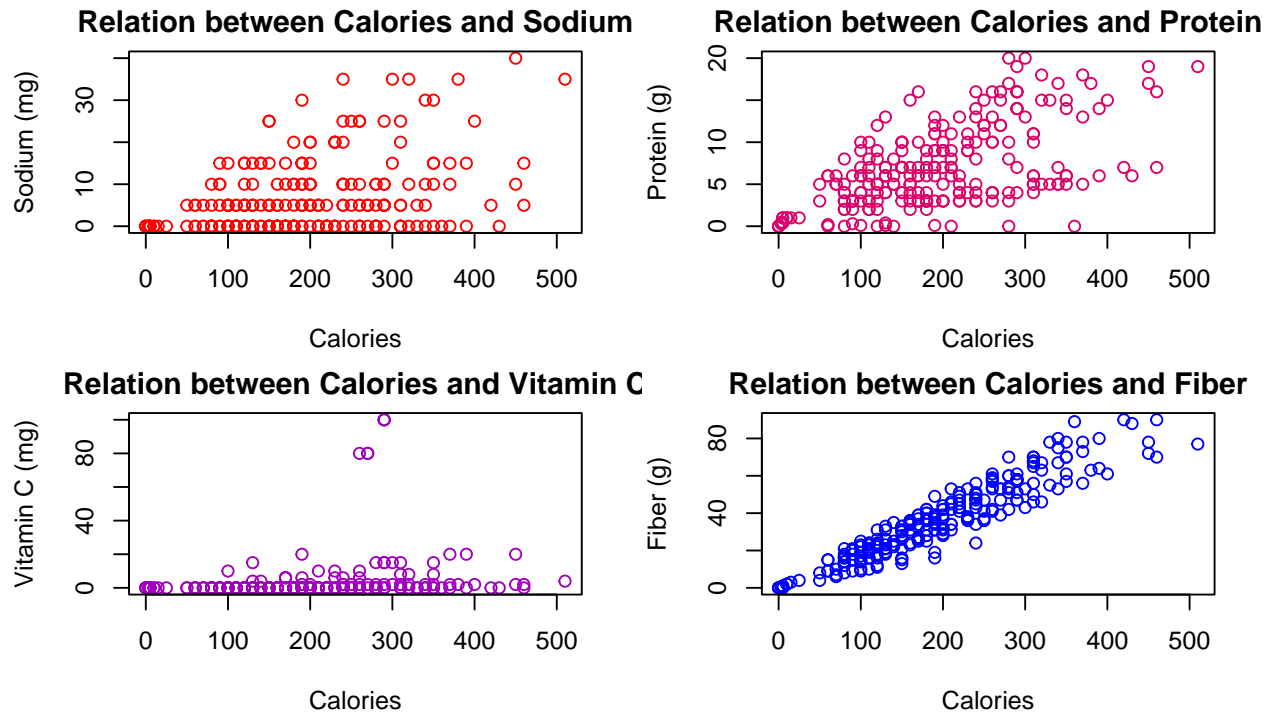 Relation between Calories and Sodium
Sodium (mg)
0 10 30
0 100 200 300 400 500
Calories
Relation between Calories and Protein
Protein (g)
0 5 10 20
0 100 200 300 400 500
Calories
Relation between Calories and Vitamin C
Vitamin C (mg)
0 40 80
0 100 200 300 400 500
Calories
Relation between Calories and Fiber
Fiber (g)
0 40 80
0 100 200 300 400 500
Calories